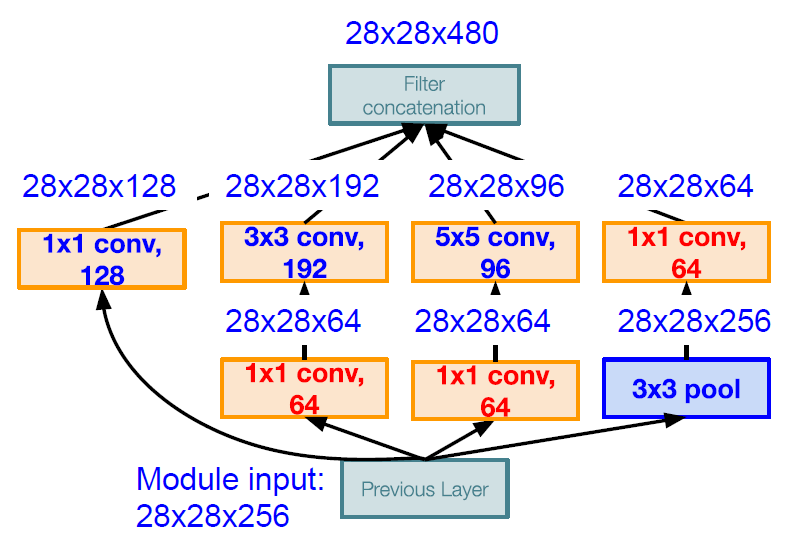 28x28x480
Filter
concatenation
28x28x128
28x28x192
28x28x96
28x28x64
1x1 conv,
128
3x3 conv,
192
5x5 conv,
96
1x1 conv,
64
28x28x64
28x28x64
28x28x256
1x1 conv,
64
1x1 conv,
64
3x3 pool
Module input:
28x28x256
Previous Layer